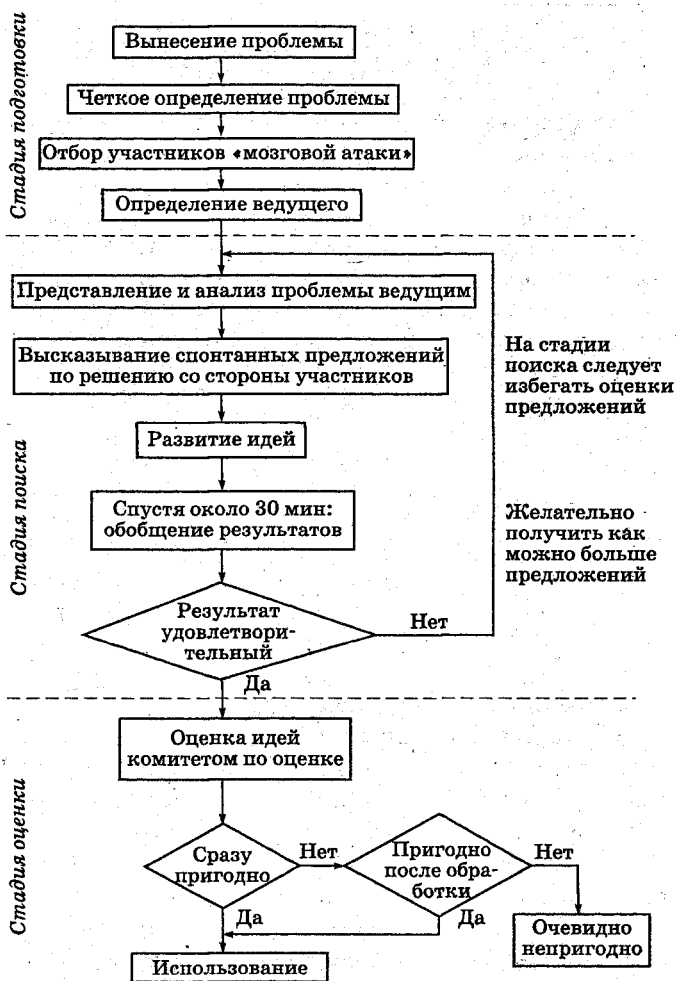 Стадия подготовки
Вынесение проблемы
Четкое определение проблемы
Отбор участников «мозговой атаки»
Определение ведущего
Стадия поиска
Представление и анализ проблемы ведущим
Высказывание спонтанных предложений
по решению со стороны участников
На стадии
поиска следует
избегать оценки
предложений
Развитие идей
Спустя около 30 мин:
обобщение результатов
Желательно
получить как
можно больше
предложений
Результат
удовлетвори-
тельный
Нет
Да
Стадия оценки
Оценка идей
комитетом по оценке
Сразу
пригодно
Нет
Пригодно
после обра-
ботки
Нет
Да
Да
Очевидно
непригодно
Использование